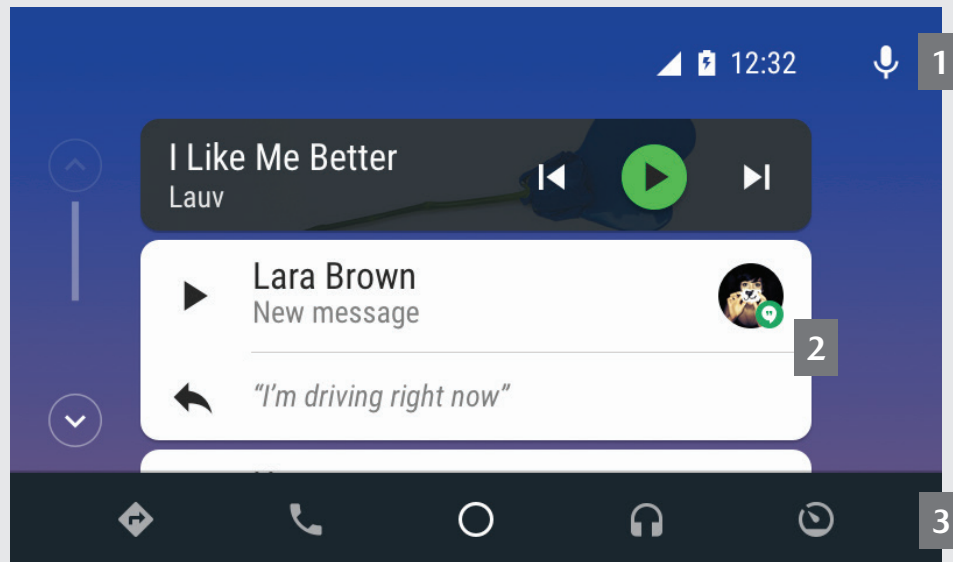 12:32
1
I Like Me Better
Lauv
Lara Brown
New message
2
“I’m driving right now”
3